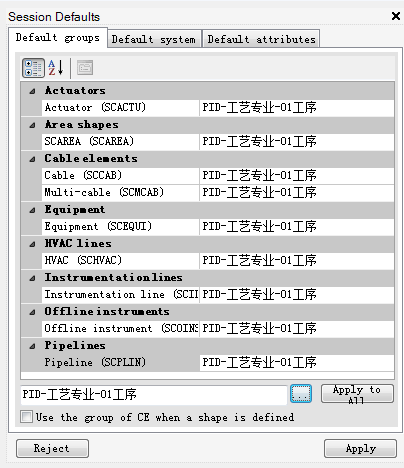 Session Defaults
Default groups Default system Default attributes
Actuators
Actuator (SCACTU) PID-工艺专业-01工序
Area shapes
SCAREA (SCAREA) PID-工艺专业-01工序
Cable elements
Cable (SCCAB) PID-工艺专业-01工序
Multi-cable (SCMCAB) PID-工艺专业-01工序
Equipment
Equipment (SCEQUI) PID-工艺专业-01工序
HVAC lines
HVAC (SCHVAC) PID-工艺专业-01工序
Instrumentation lines
Instrumentation line (SCII PID-工艺专业-01工序
Offline instruments
Offline instrument (SCOINS PID-工艺专业-01工序
Pipelines
Pipeline (SCPLIN) PID-工艺专业-01工序
PID-工艺专业-01工序 ... Apply to All
Use the group of CE when a shape is defined
Reject Apply